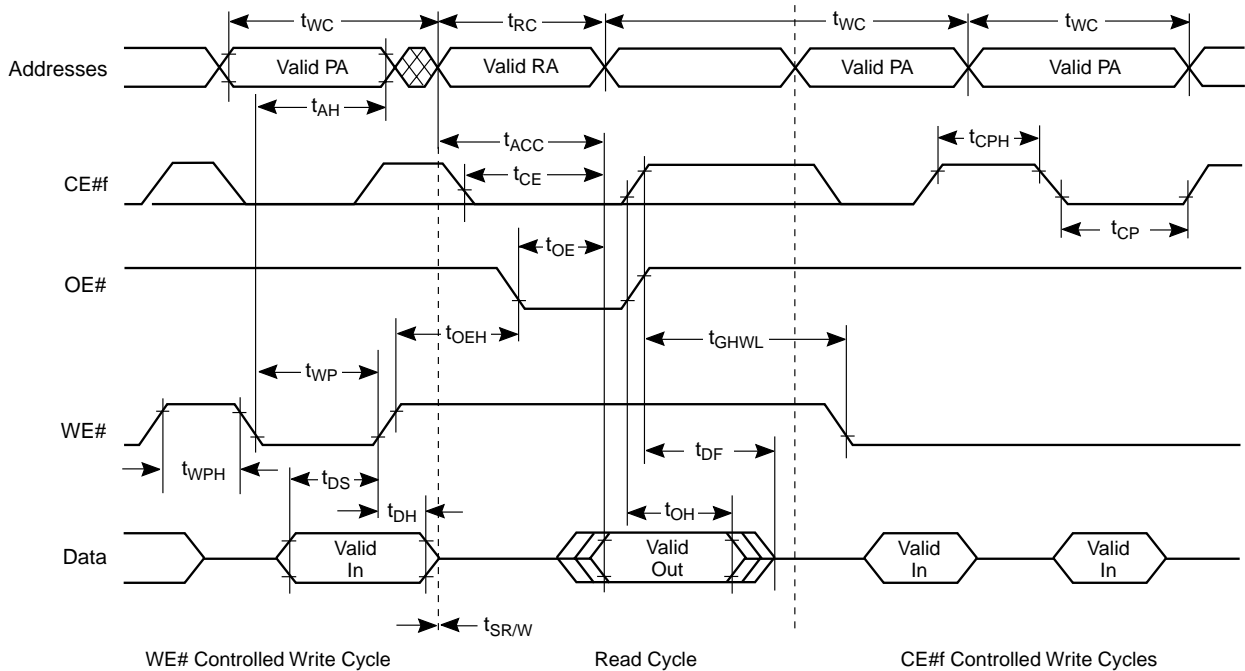 tWC tRC tWC tWC
Addresses Valid PA Valid RA Valid PA Valid PA
tAH
tACC tCPH
CE#f tCE
tCP
tOE
OE#
tOEH tGHWL
tWP
WE#
tWPH tDS tDF
tDH tOH
Data Valid In Valid Out Valid In Valid In
tSR/W
WE# Controlled Write Cycle Read Cycle CE#f Controlled Write Cycles